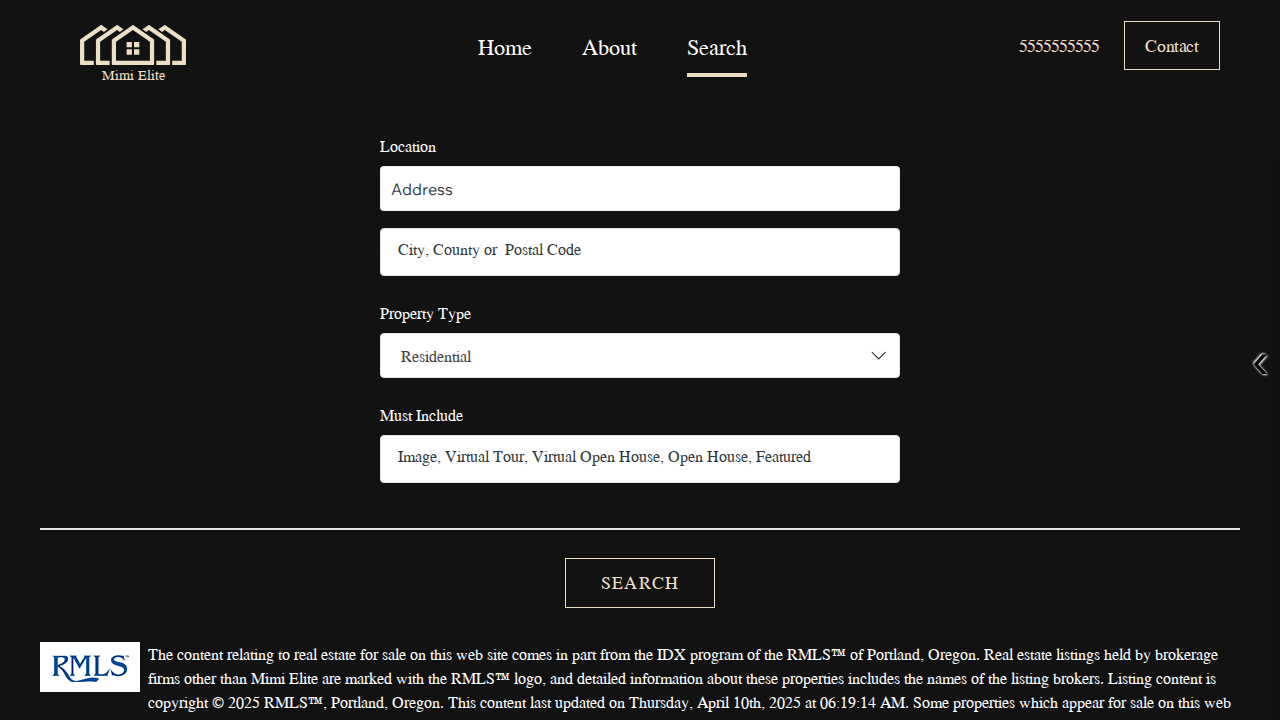 Mimi Elite
Home About Search
5555555555 Contact
Location
Address
City, County or Postal Code
Property Type
Residential
Must Include
Image, Virtual Tour, Virtual Open House, Open House, Featured
SEARCH
RMLS™
The content relating to real estate for sale on this web site comes in part from the IDX program of the RMLS™ of Portland, Oregon. Real estate listings held by brokerage
firms other than Mimi Elite are marked with the RMLS™ logo, and detailed information about these properties includes the names of the listing brokers. Listing content is
copyright © 2025 RMLS™, Portland, Oregon. This content last updated on Thursday, April 10th, 2025 at 06:19:14 AM. Some properties which appear for sale on this web